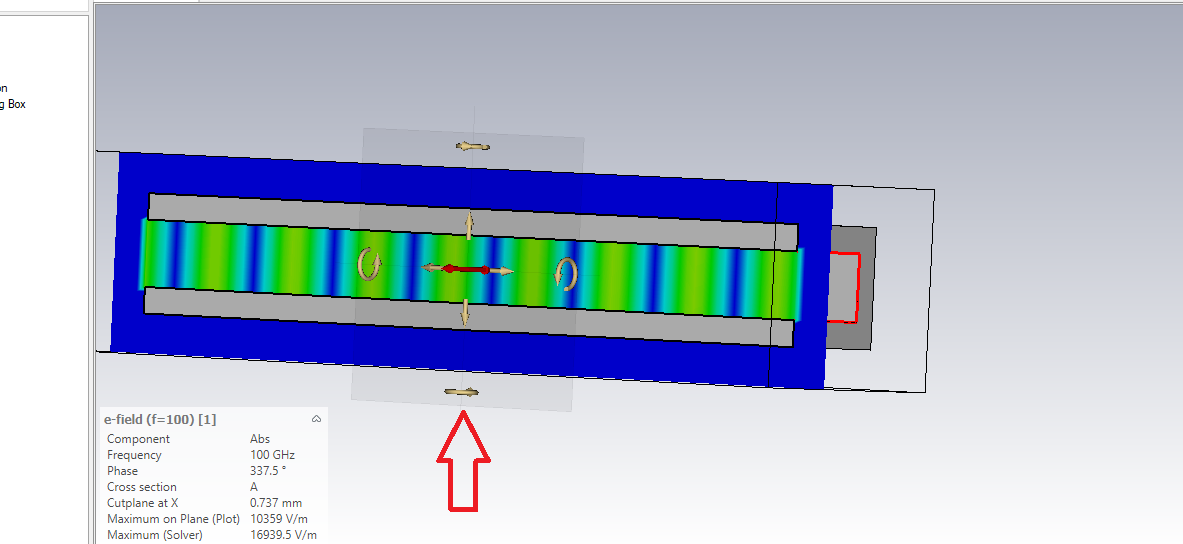 g Box
e-field (f=100) [1]
Component Abs
Frequency 100 GHz
Phase 337.5 °
Cross section A
Cutplane at X 0.737 mm
Maximum on Plane (Plot) 10359 V/m
Maximum (Solver) 16939.5 V/m